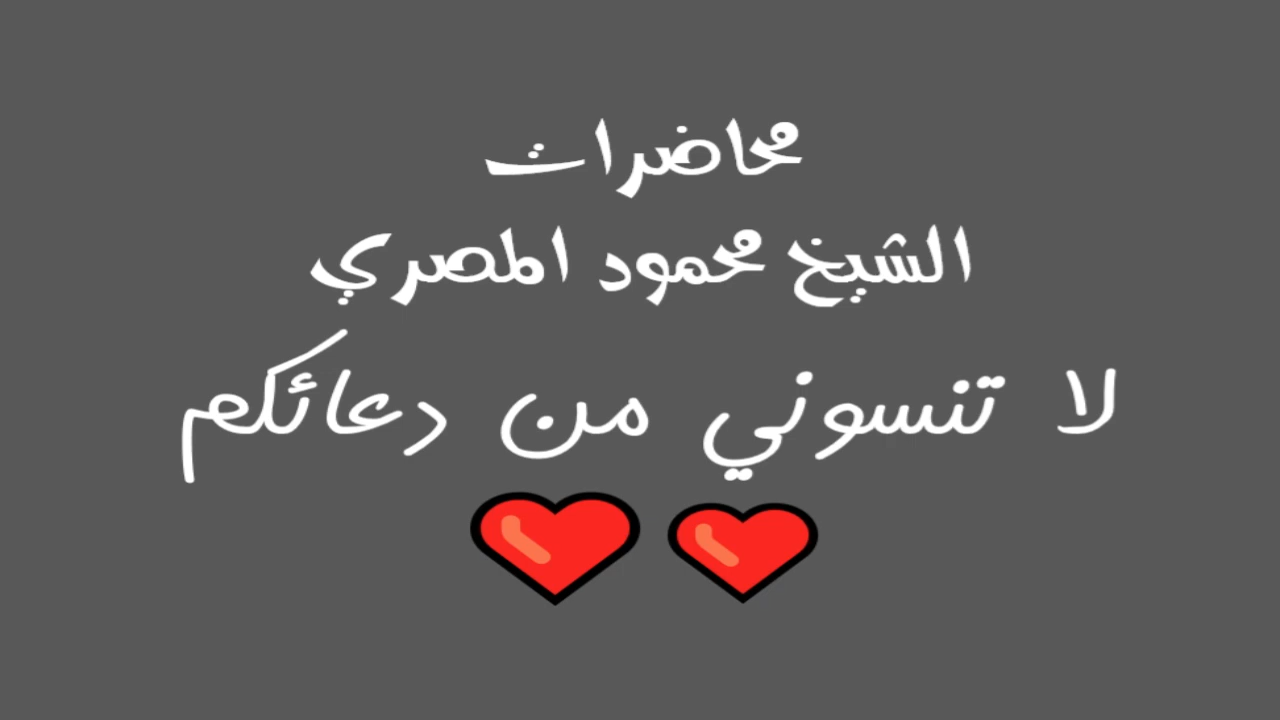 محاضرات
الشيخ محمود المصري
لا تنسوني من دعائكم